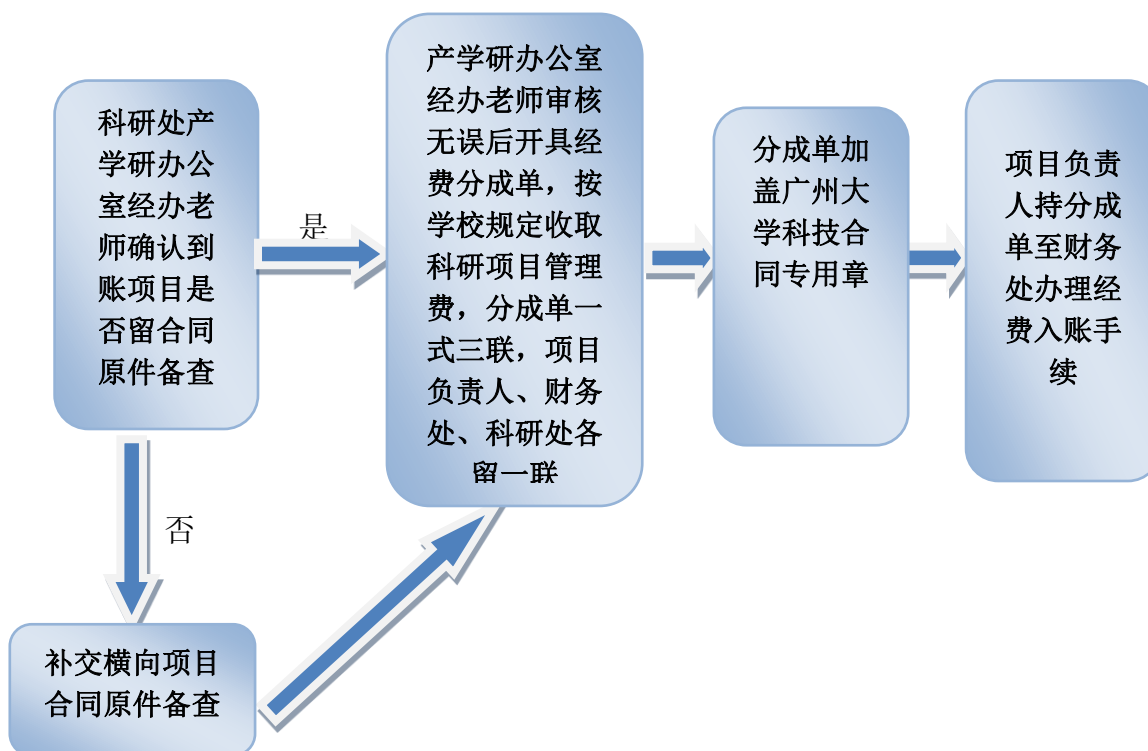 科研处产
学研办公
室经办老
师确认到
账项目是
否留合同
原件备查
是
否
补交横向项目
合同原件备查
产学研办公室
经办老师审核
无误后开具经
费分成单，按
学校规定收取
科研项目管理
费，分成单一
式三联，项目
负责人、财务
处、科研处各
留一联
分成单加
盖广州大
学科技合
同专用章
项目负责
人持分成
单至财务
处办理经
费入账手
续